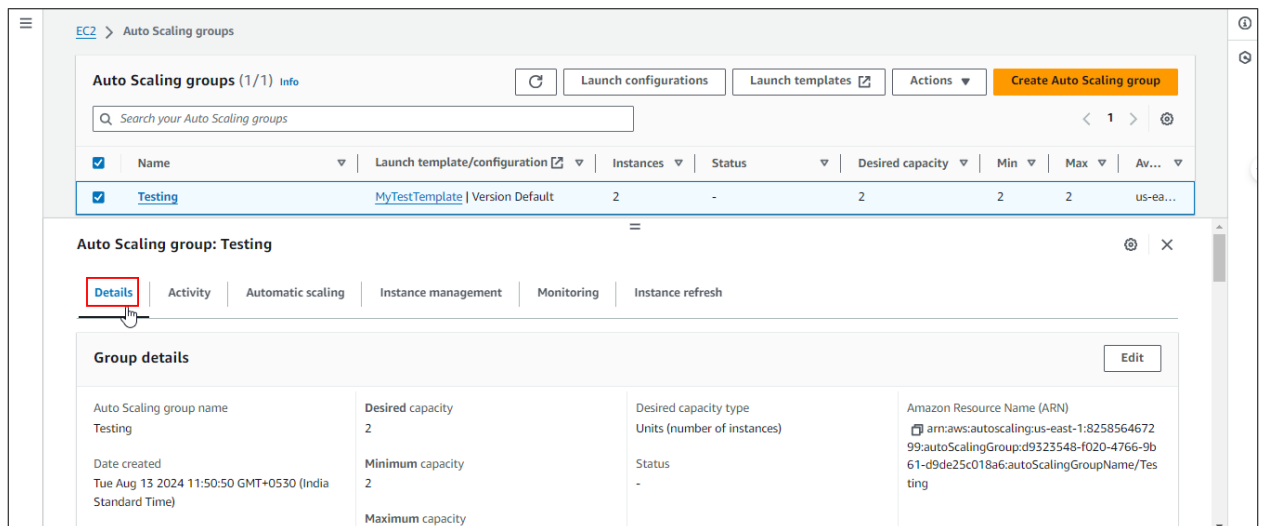 EC2 > Auto Scaling groups
Auto Scaling groups (1/1) Info
Launch configurations
Launch templates
Actions
Create Auto Scaling group
Search your Auto Scaling groups
1
Name Launch template/configuration Instances Status Desired capacity Min Max Av...
Testing MyTestTemplate | Version Default 2 - 2 2 2 us-ea...
Auto Scaling group: Testing
Details Activity Automatic scaling Instance management Monitoring Instance refresh
Group details
Edit
Auto Scaling group name
Testing
Date created
Tue Aug 13 2024 11:50:50 GMT+0530 (India
Standard Time)
Desired capacity
2
Minimum capacity
2
Maximum capacity
Desired capacity type
Units (number of instances)
Status
-
Amazon Resource Name (ARN)
arn:aws:autoscaling:us-east-1:8258564672
99:autoScalingGroup:d9323548-f020-4766-9b
61-d9de25c018a6:autoScalingGroupName/Tes
ting